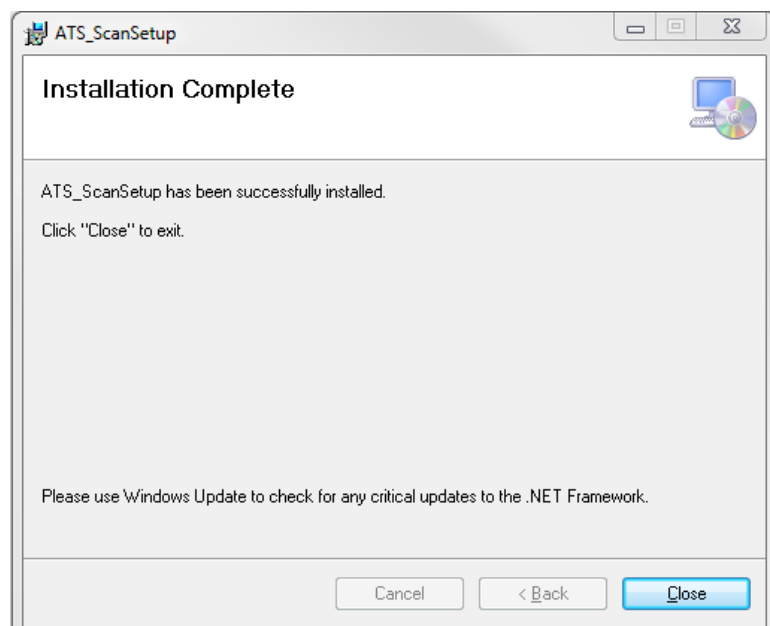 ATS_ScanSetup
Installation Complete
ATS_ScanSetup has been successfully installed.
Click "Close" to exit.
Please use Windows Update to check for any critical updates to the .NET Framework.
Cancel
< Back
Close